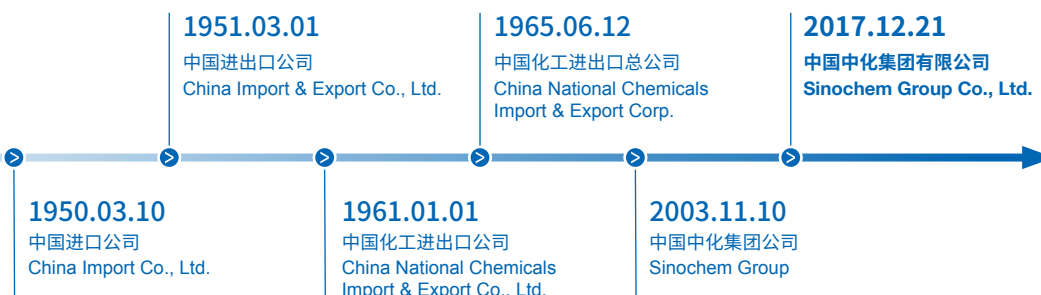 1951.03.01
中国进出口公司
China Import & Export Co., Ltd.
1965.06.12
中国化工进出口总公司
China National Chemicals
Import & Export Corp.
2017.12.21
中国中化集团有限公司
Sinochem Group Co., Ltd.
1950.03.10
中国进口公司
China Import Co., Ltd.
1961.01.01
中国化工进出口公司
China National Chemicals
Import & Export Co., Ltd.
2003.11.10
中国中化集团公司
Sinochem Group